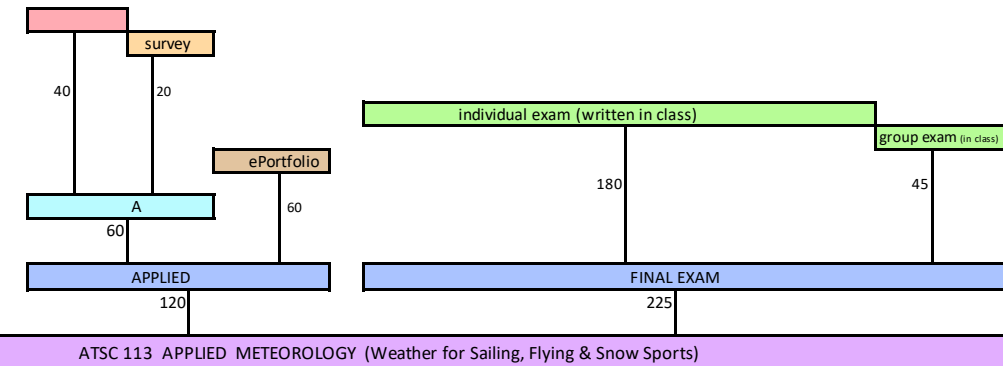 survey
40
20
individual exam (written in class)
group exam (in class)
ePortfolio
180
45
A
60
60
APPLIED
FINAL EXAM
120
225
ATSC 113 APPLIED METEOROLOGY (Weather for Sailing, Flying & Snow Sports)